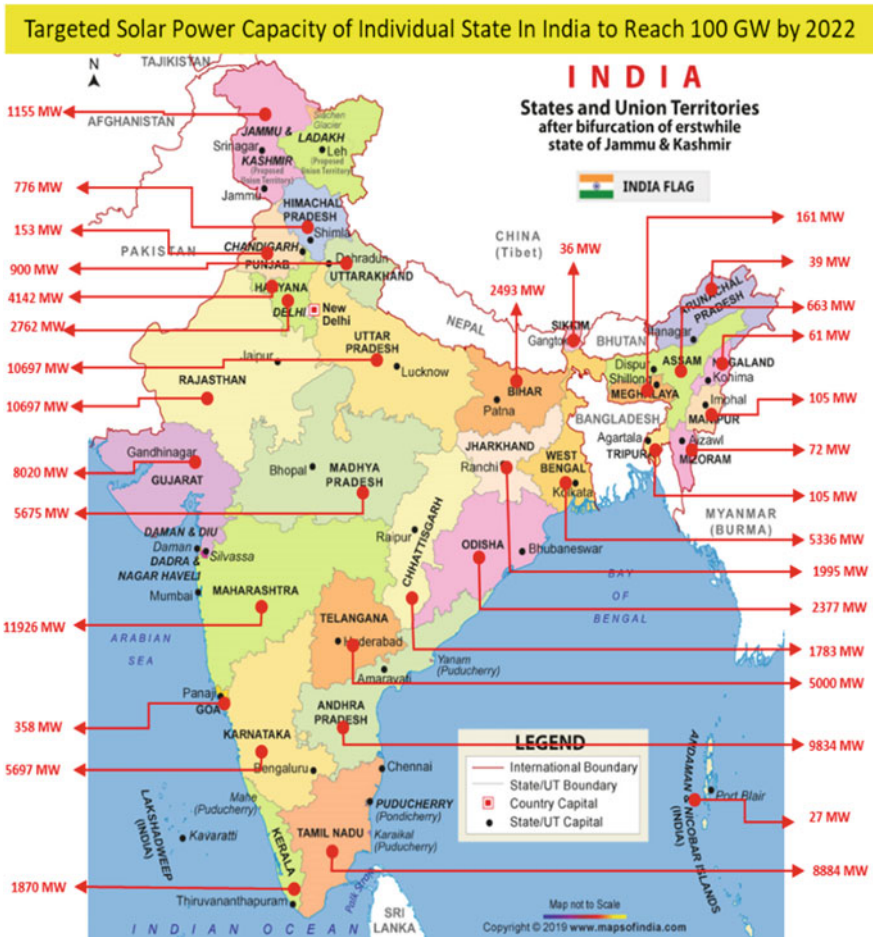 Targeted Solar Power Capacity of Individual State In India to Reach 100 GW by 2022
N
TAJIKISTAN
INDIA
States and Union Territories
after bifurcation of erstwhile
state of Jammu & Kashmir
INDIA FLAG
1155 MW
AFGHANISTAN
Siachen
Glacier
JAMMU &
KASHMIR
(Proposed
Union Territory)
LADAKH
Leh
(Proposed
Union Territory)
Srinagar
Jammu
776 MW
HIMACHAL
PRADESH
Shimla
153 MW
PAKISTAN
CHANDIGARH
PUNJAB
Dehradun
UTTARAKHAND
900 MW
4142 MW
HARYANA
DELHI
New
Delhi
2762 MW
CHINA
(Tibet)
36 MW
161 MW
39 MW
2493 MW
ARUNACHAL
PRADESH
663 MW
NEPAL
SIKKIM
Gangtok
BHUTAN
Itanagar
61 MW
UTTAR
PRADESH
Lucknow
Jaipur
10697 MW
RAJASTHAN
10697 MW
BIHAR
Patna
Dispur
ASSAM
NAGALAND
Shillong
Kohima
MEGHALAYA
Imphal
MANIPUR
105 MW
BANGLADESH
Agartala
TRIPURA
Aizawl
MIZORAM
72 MW
105 MW
MYANMAR
(BURMA)
Gandhinagar
GUJARAT
8020 MW
Bhopal
MADHYA
PRADESH
5675 MW
JHARKHAND
Ranchi
WEST
BENGAL
Kolkata
5336 MW
DAMAN & DIU
Daman
Silvassa
DADRA &
NAGAR HAVELI
Mumbai
MAHARASHTRA
11926 MW
Raipur
CHHATTISGARH
ODISHA
Bhubaneswar
1995 MW
BAY
OF
BENGAL
2377 MW
TELANGANA
Hyderabad
1783 MW
ARABIAN
SEA
Amaravati
Yanam
(Puducherry)
5000 MW
Panaji
GOA
358 MW
ANDHRA
PRADESH
KARNATAKA
Bengaluru
5697 MW
9834 MW
Chennai
LEGEND
International Boundary
State/UT Boundary
Country Capital
State/UT Capital
ANDAMAN & NICOBAR ISLANDS
(INDIA)
Port Blair
27 MW
LAKSHADWEEP
(INDIA)
Kavaratti
Mahe
(Puducherry)
PUDUCHERRY
(Pondicherry)
Karaikal
(Puducherry)
TAMIL NADU
8884 MW
KERALA
1870 MW
Thiruvananthapuram
Palk Strait
SRI
LANKA
INDIAN OCEAN
Map not to Scale
Copyright © 2019 www.mapsofindia.com